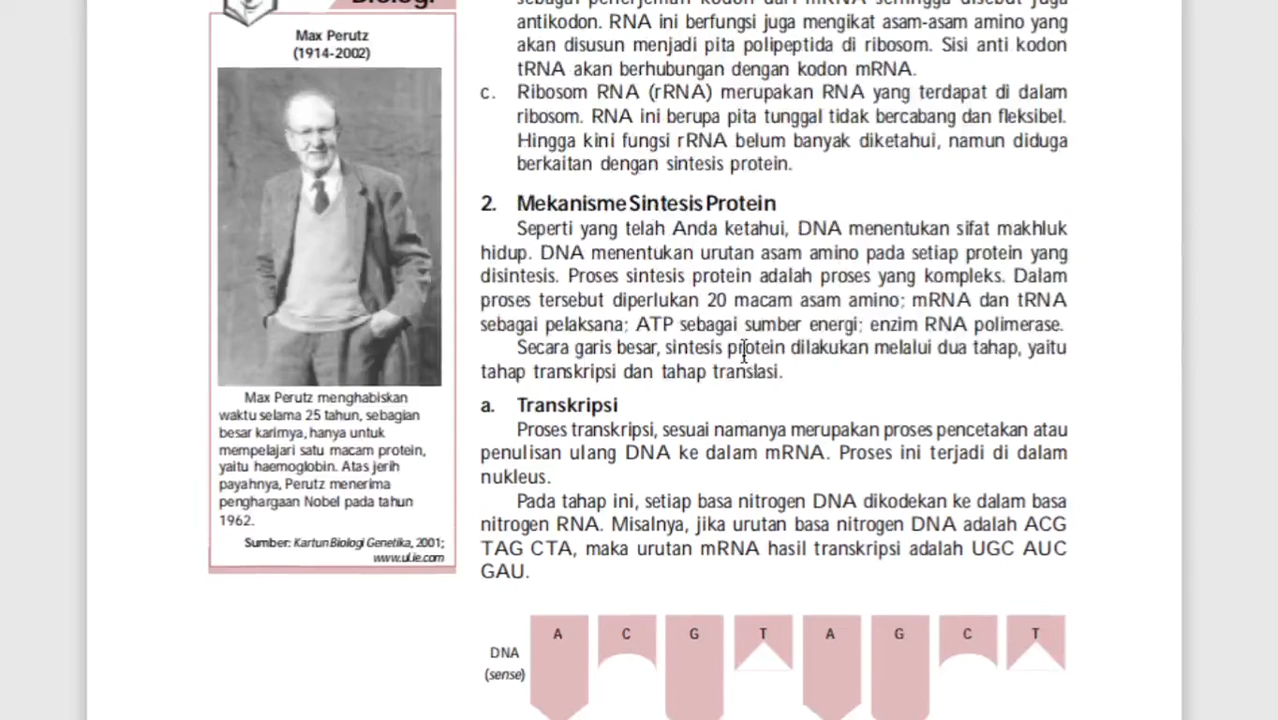 Biologi
Max Perutz
(1914-2002)
Max Perutz menghabiskan
waktu selama 25 tahun, sebagian
besar karirnya, hanya untuk
mempelajari satu macam protein,
yaitu haemoglobin. Atas jerih
payahnya, Perutz menerima
penghargaan Nobel pada tahun
1962.
Sumber: Kartun Biologi Genetika, 2001;
www.ul.ie.com
sebagai penerjemah kodon dari mRNA sehingga disebut juga
antikodon. RNA ini berfungsi juga mengikat asam-asam amino yang
akan disusun menjadi pita polipeptida di ribosom. Sisi anti kodon
tRNA akan berhubungan dengan kodon mRNA.
c. Ribosom RNA (rRNA) merupakan RNA yang terdapat di dalam
ribosom. RNA ini berupa pita tunggal tidak bercabang dan fleksibel.
Hingga kini fungsi rRNA belum banyak diketahui, namun diduga
berkaitan dengan sintesis protein.
2. Mekanisme Sintesis Protein
Seperti yang telah Anda ketahui, DNA menentukan sifat makhluk
hidup. DNA menentukan urutan asam amino pada setiap protein yang
disintesis. Proses sintesis protein adalah proses yang kompleks. Dalam
proses tersebut diperlukan 20 macam asam amino; mRNA dan tRNA
sebagai pelaksana; ATP sebagai sumber energi; enzim RNA polimerase.
Secara garis besar, sintesis protein dilakukan melalui dua tahap, yaitu
tahap transkripsi dan tahap translasi.
a. Transkripsi
Proses transkripsi, sesuai namanya merupakan proses pencetakan atau
penulisan ulang DNA ke dalam mRNA. Proses ini terjadi di dalam
nukleus.
Pada tahap ini, setiap basa nitrogen DNA dikodekan ke dalam basa
nitrogen RNA. Misalnya, jika urutan basa nitrogen DNA adalah ACG
TAG CTA, maka urutan mRNA hasil transkripsi adalah UGC AUC
GAU.
A C G T A G C T
DNA
(sense)